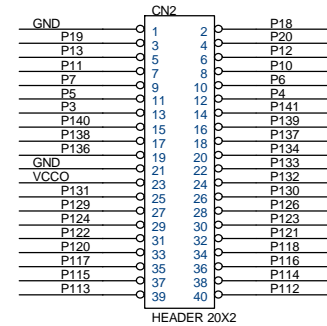 CN2
GND 1 2 P18
P19 3 4 P20
P13 5 6 P12
P11 7 8 P10
P7 9 10 P6
P5 11 12 P4
P3 13 14 P141
P140 15 16 P139
P138 17 18 P137
P136 19 20 P134
GND 21 22 P133
VCCO 23 24 P132
P131 25 26 P130
P129 27 28 P126
P124 29 30 P123
P122 31 32 P121
P120 33 34 P118
P117 35 36 P116
P115 37 38 P114
P113 39 40 P112
HEADER 20X2